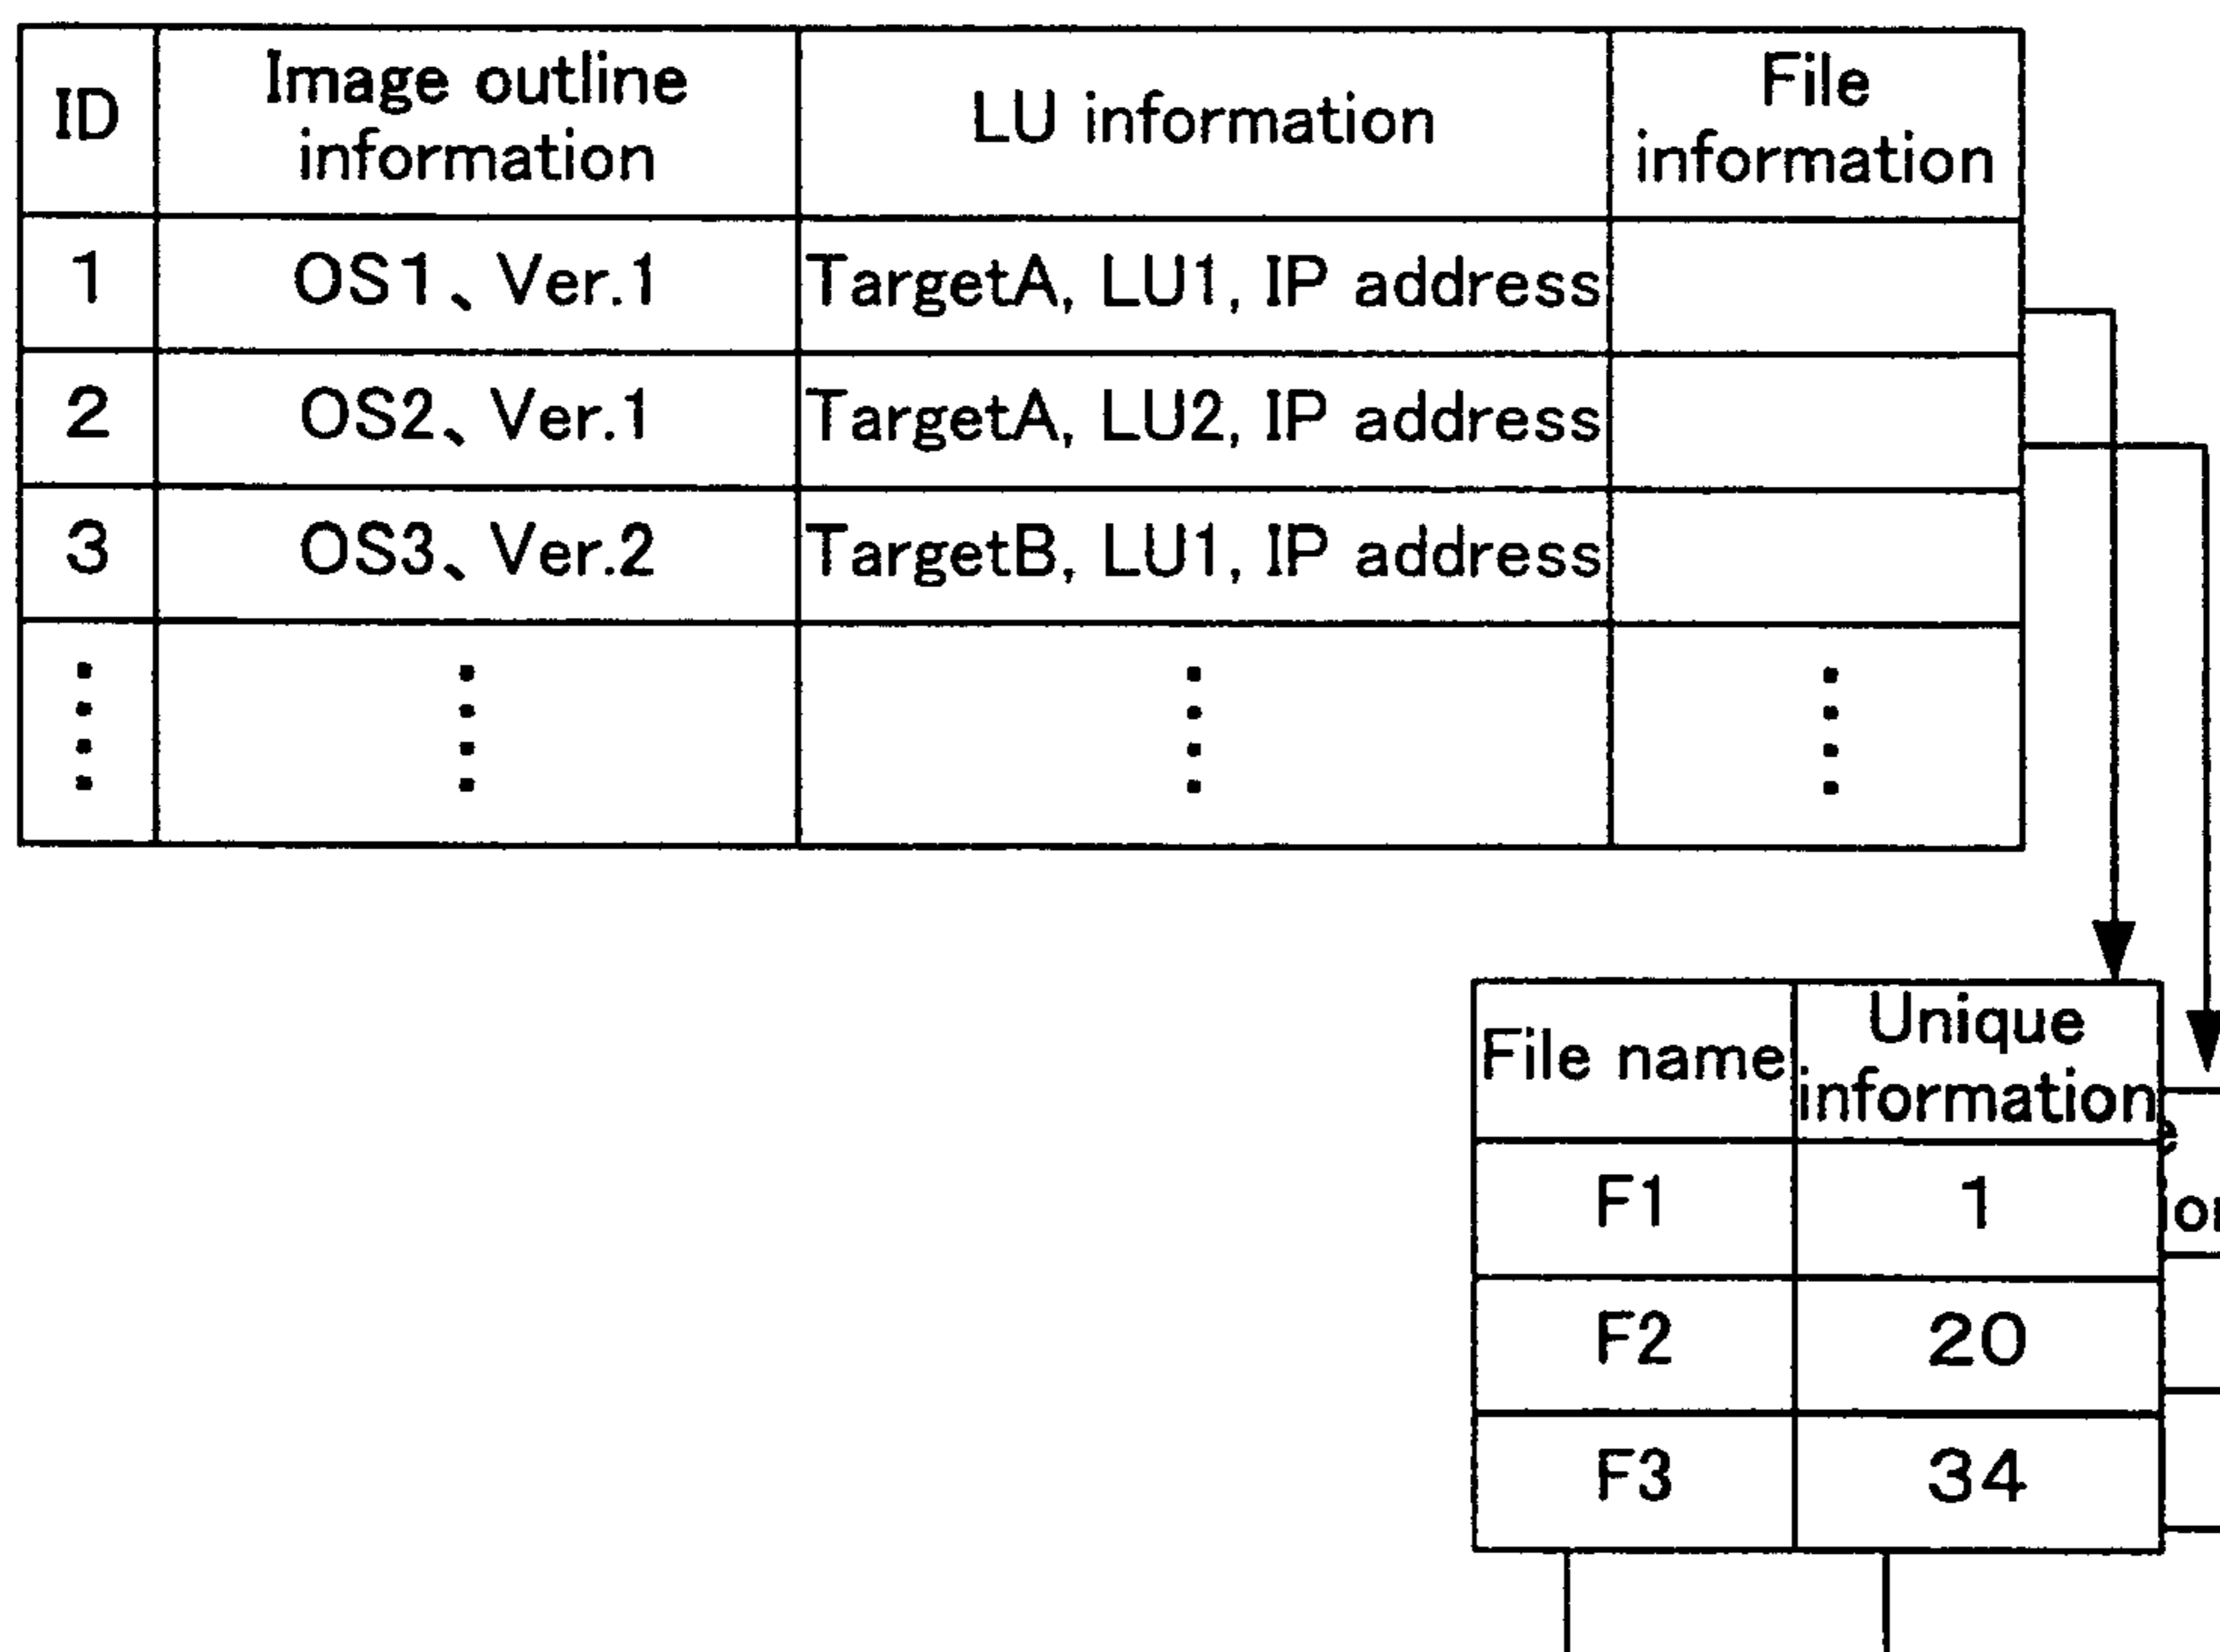 ID
Image outline
information
LU information
File
information
1
OS1、Ver.1
TargetA, LU1, IP address
2
OS2、Ver.1
TargetA, LU2, IP address
3
OS3、Ver.2
TargetB, LU1, IP address
File name
Unique
information
F1
1
F2
20
F3
34